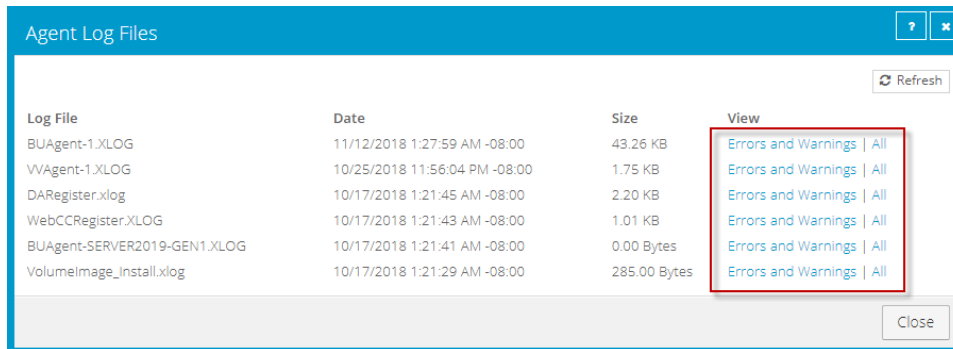 Agent Log Files
?
Refresh
Log File Date Size View
BUAgent-1.XLOG 11/12/2018 1:27:59 AM -08:00 43.26 KB Errors and Warnings | All
VVAgent-1.XLOG 10/25/2018 11:56:04 PM -08:00 1.75 KB Errors and Warnings | All
DARegister.xlog 10/17/2018 1:21:45 AM -08:00 2.20 KB Errors and Warnings | All
WebCCRegister.XLOG 10/17/2018 1:21:43 AM -08:00 1.01 KB Errors and Warnings | All
BUAgent-SERVER2019-GEN1.XLOG 10/17/2018 1:21:41 AM -08:00 0.00 Bytes Errors and Warnings | All
VolumeImage_Install.xlog 10/17/2018 1:21:29 AM -08:00 285.00 Bytes Errors and Warnings | All
Close